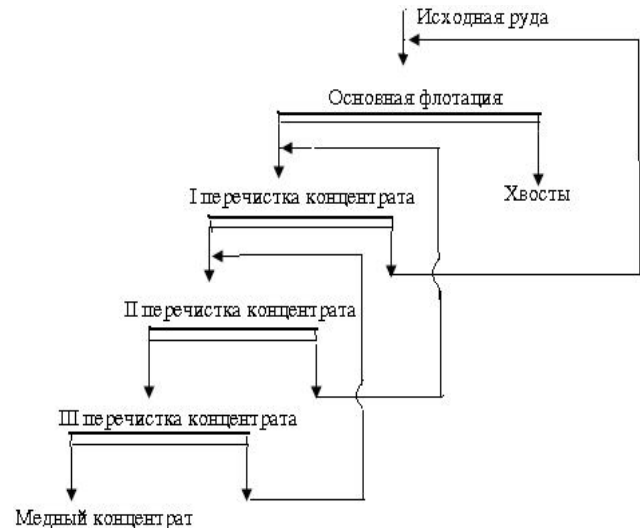 Исходная руда
Основная флотация
Хвосты
I перечистка концентрата
II перечистка концентрата
III перечистка концентрата
Медный концентрат